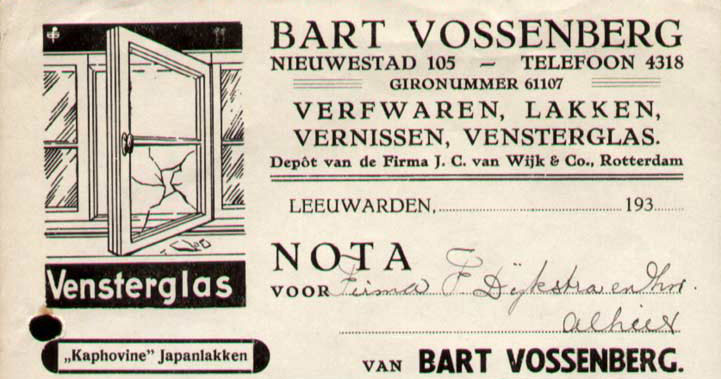 BART VOSSENBERG
NIEUWESTAD 105 — TELEFOON 4318
GIRONUMMER 61107
VERFWAREN, LAKKEN,
VERNISSEN, VENSTERGLAS.
Depôt van de Firma J. C. van Wijk & Co., Rotterdam
LEEUWARDEN, 193
NOTA
VOOR Firma F Dijkstra en Zn.
alhier
VAN BART VOSSENBERG.
Vensterglas
„Kaphovine” Japanlakken